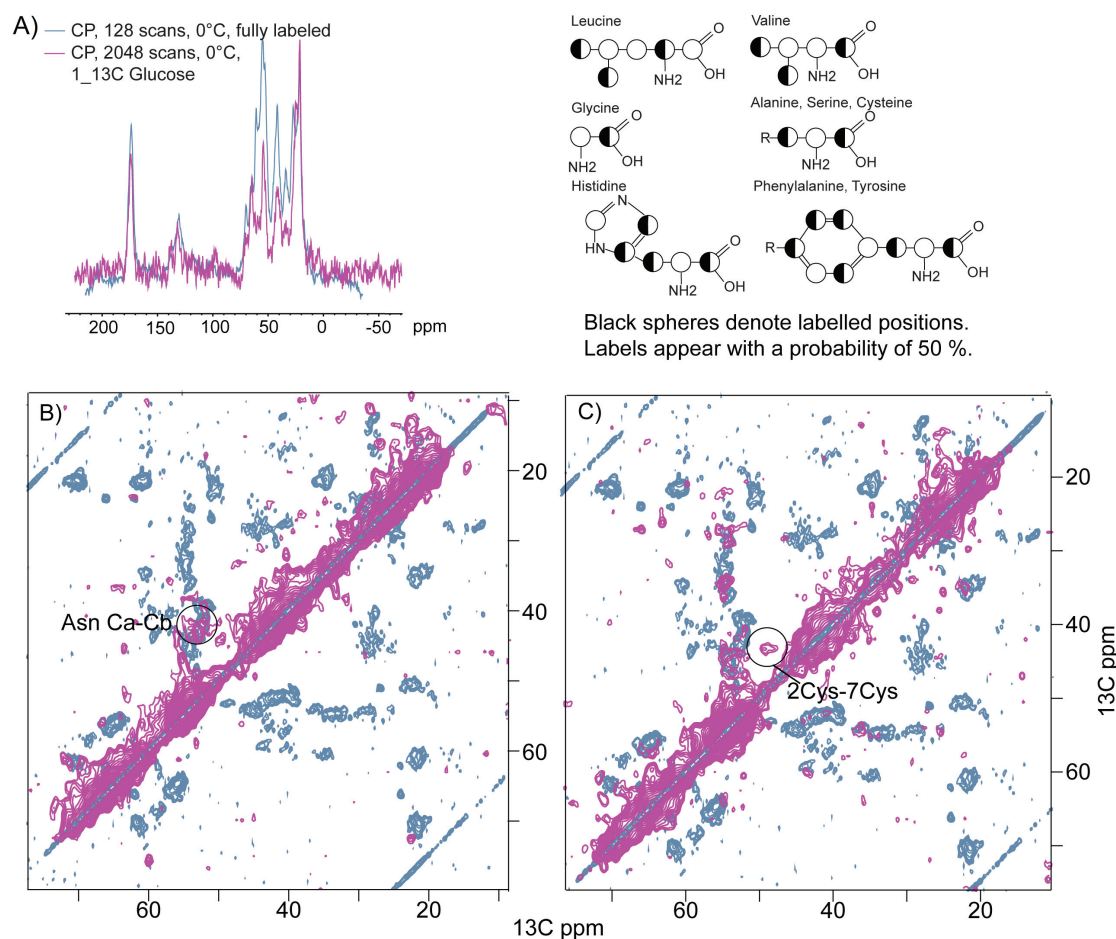 A)
CP, 128 scans, 0°C, fully labeled
CP, 2048 scans, 0°C,
1_13C Glucose
200 150 100 50 0 -50 ppm
Leucine
O
NH2
OH
Valine
O
NH2
OH
Glycine
O
NH2
OH
Alanine, Serine, Cysteine
R
O
NH2
OH
Histidine
N
HN
O
NH2
OH
Phenylalanine, Tyrosine
R
O
NH2
OH
Black spheres denote labelled positions.
Labels appear with a probability of 50 %.
B)
Asn Ca-Cb
20
40
60
60 40 20
C)
2Cys-7Cys
20
40
60
60 40 20
13C ppm
13C ppm